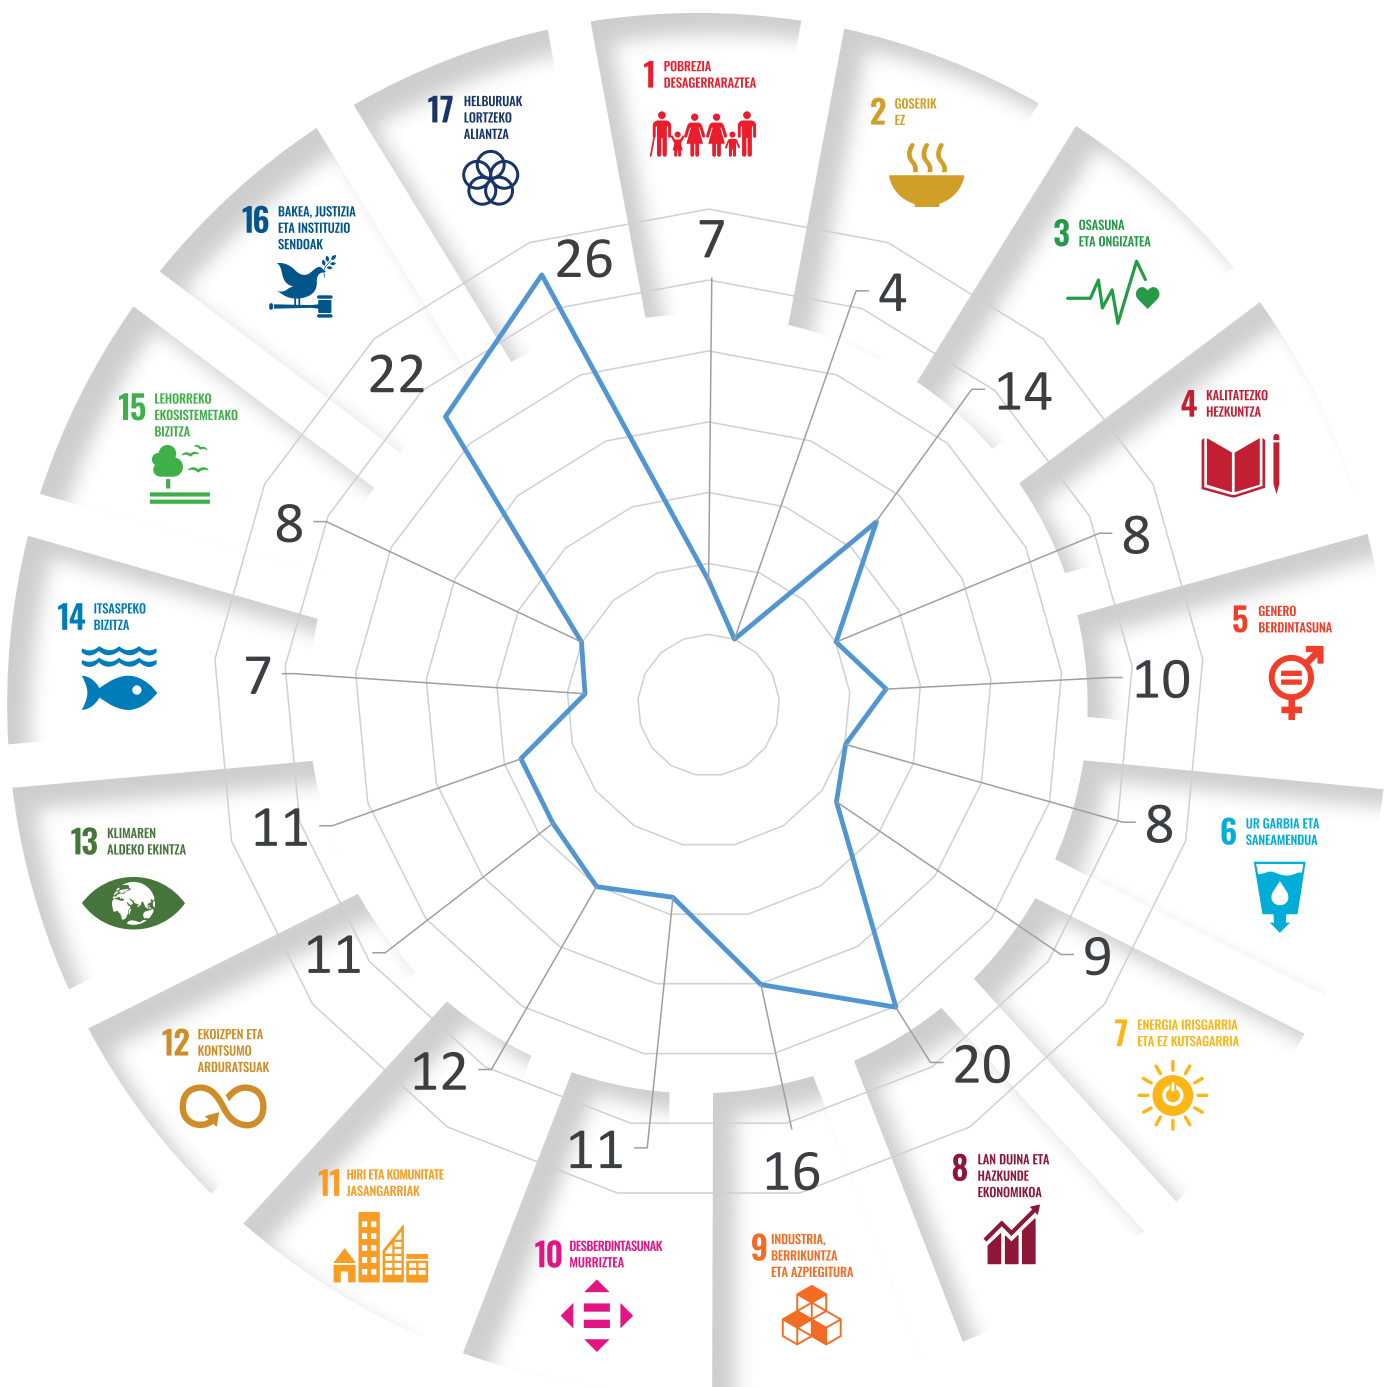 1 POBREZIA
DESAGERRARAZTEA
7
2 GOSERIK
EZ
4
3 OSASUNA
ETA ONGIZATEA
14
4 KALITATEZKO
HEZKUNTZA
8
5 GENERO
BERDINTASUNA
10
6 UR GARBIA ETA
SANEAMENDUA
8
7 ENERGIA IRISGARRIA
ETA EZ KUTSAGARRIA
9
8 LAN DUINA ETA
HAZKUNDE
EKONOMIKOA
20
9 INDUSTRIA,
BERRIKUNTZA
ETA AZPIEGITURA
16
10 DESBERDINTASUNAK
MURRIZTEA
11
11 HIRI ETA KOMUNITATE
JASANGARRIAK
12
12 EKOIZPEN ETA
KONTSUMO
ARDURATSUAK
11
13 KLIMAREN
ALDEKO EKINTZA
11
14 ITSASPEKO
BIZITZA
7
15 LEHORREKO
EKOSISTEMETAKO
BIZITZA
8
16 BAKEA, JUSTIZIA
ETA INSTITUZIO
SENDOAK
22
17 HELBURUAK
LORTZEKO
ALIANTZA
26